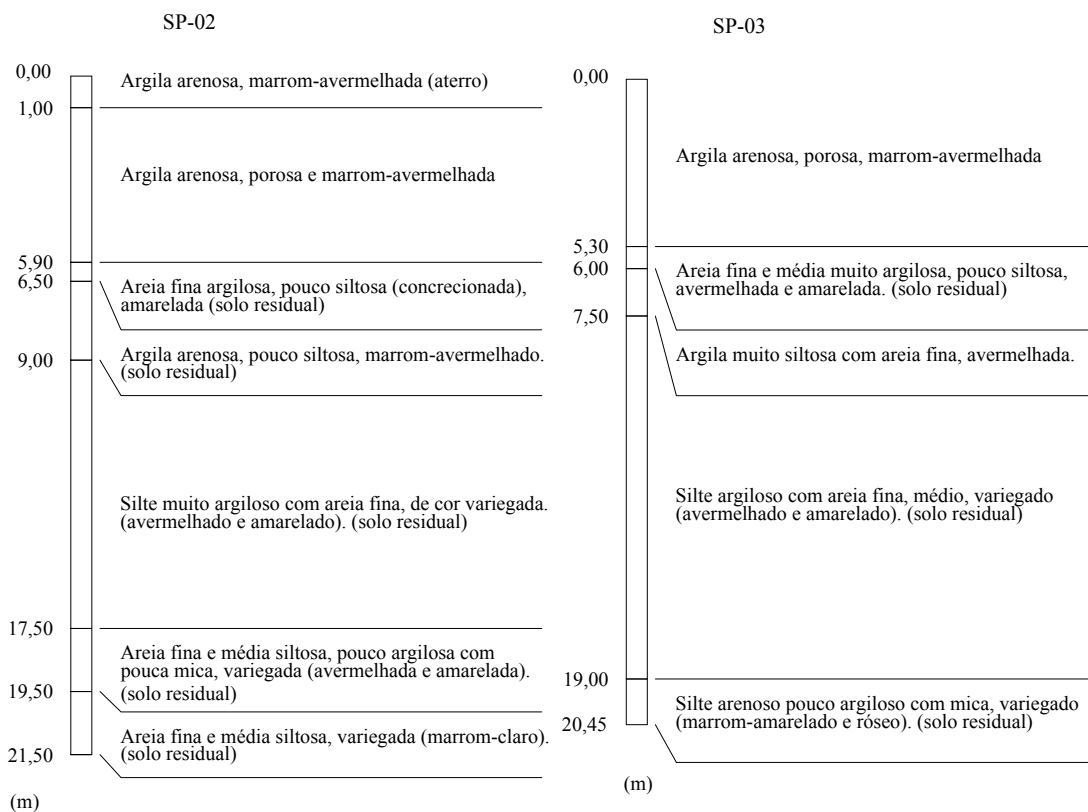 SP-02
0,00
Argila arenosa, marrom-avermelhada (aterro)
1,00
Argila arenosa, porosa e marrom-avermelhada
5,90
6,50
Areia fina argilosa, pouco siltosa (concrecionada),
amarelada (solo residual)
9,00
Argila arenosa, pouco siltosa, marrom-avermelhado.
(solo residual)
Silte muito argiloso com areia fina, de cor variegada.
(avermelhado e amarelado). (solo residual)
17,50
Areia fina e média siltosa, pouco argilosa com
pouca mica, variegada (avermelhada e amarelada).
(solo residual)
19,50
Areia fina e média siltosa, variegada (marrom-claro).
(solo residual)
21,50
(m)
SP-03
0,00
Argila arenosa, porosa, marrom-avermelhada
5,30
6,00
Areia fina e média muito argilosa, pouco siltosa,
avermelhada e amarelada. (solo residual)
7,50
Argila muito siltosa com areia fina, avermelhada.
Silte argiloso com areia fina, médio, variegado
(avermelhado e amarelado). (solo residual)
19,00
Silte arenoso pouco argiloso com mica, variegado
(marrom-amarelado e róseo). (solo residual)
20,45
(m)